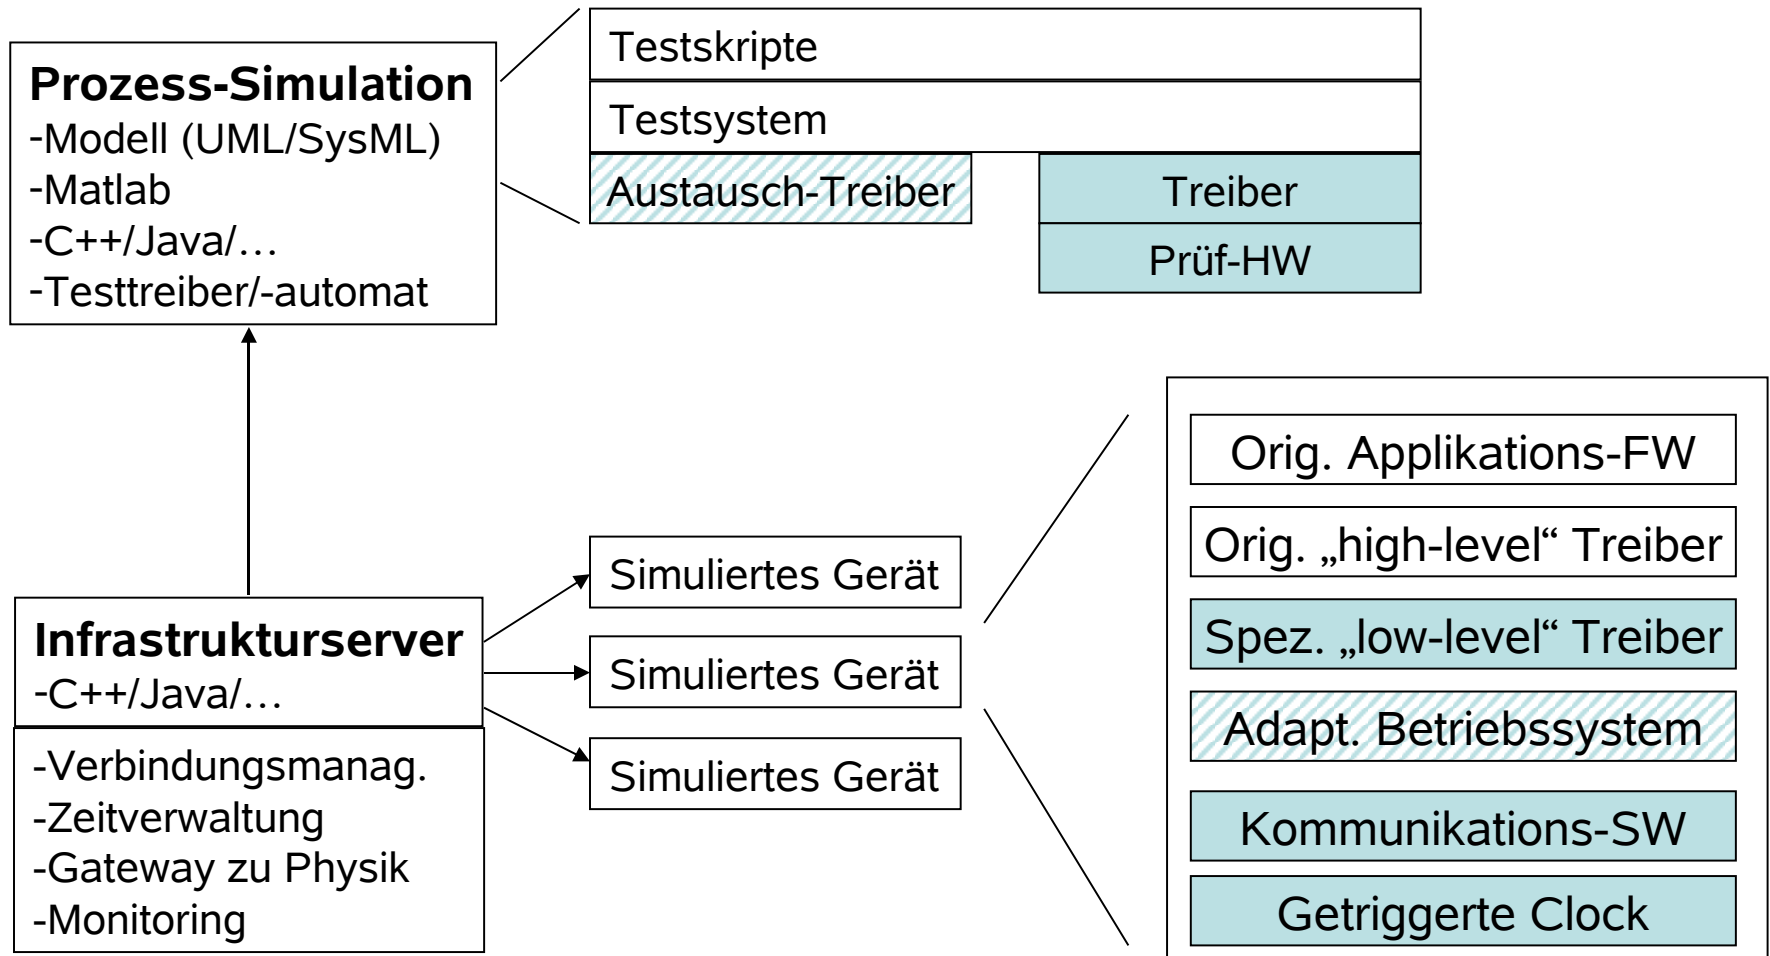 Prozess-Simulation
-Modell (UML/SysML)
-Matlab
-C++/Java/…
-Testtreiber/-automat
Testskripte
Testsystem
Austausch-Treiber
Treiber
Prüf-HW
Infrastrukturserver
-C++/Java/…
-Verbindungsmanag.
-Zeitverwaltung
-Gateway zu Physik
-Monitoring
Simuliertes Gerät
Simuliertes Gerät
Simuliertes Gerät
Orig. Applikations-FW
Orig. „high-level“ Treiber
Spez. „low-level“ Treiber
Adapt. Betriebssystem
Kommunikations-SW
Getriggerte Clock